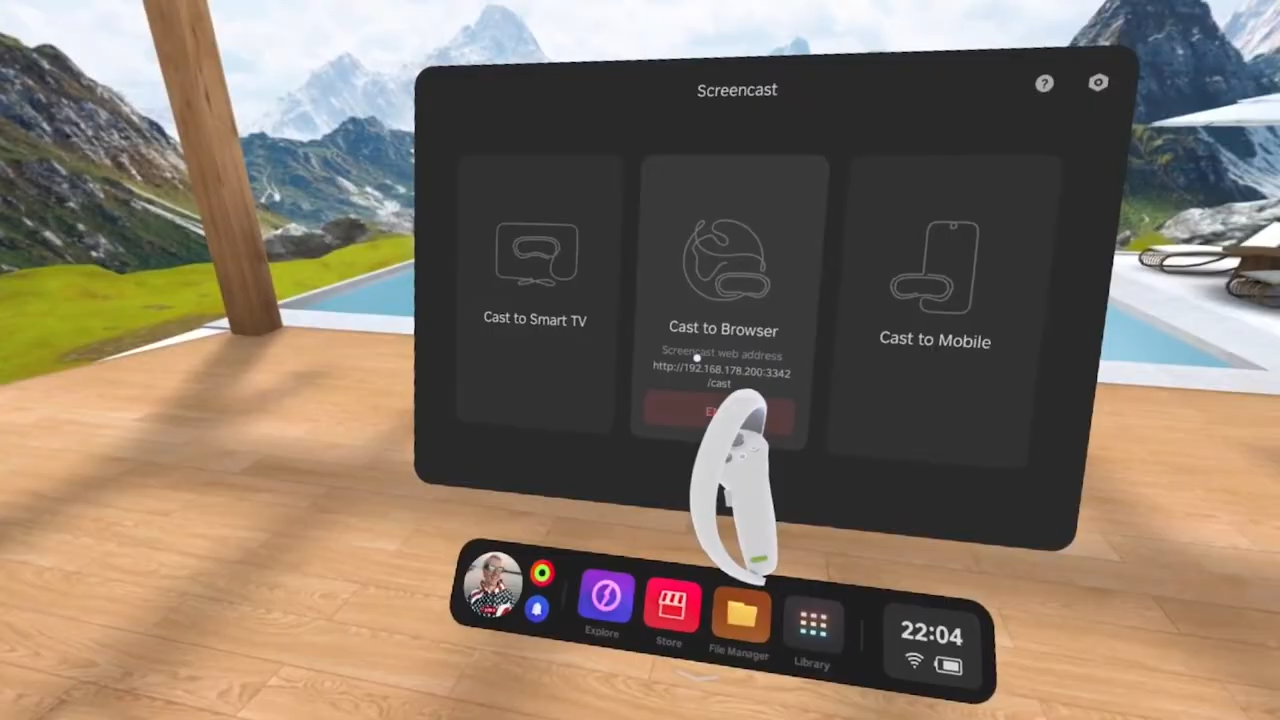 Screencast
?
Cast to Smart TV
Cast to Browser
Screencast web address
http://192.168.178.200:3342
/cast
Cast to Mobile
Explore
Store
File Manager
Library
22:04